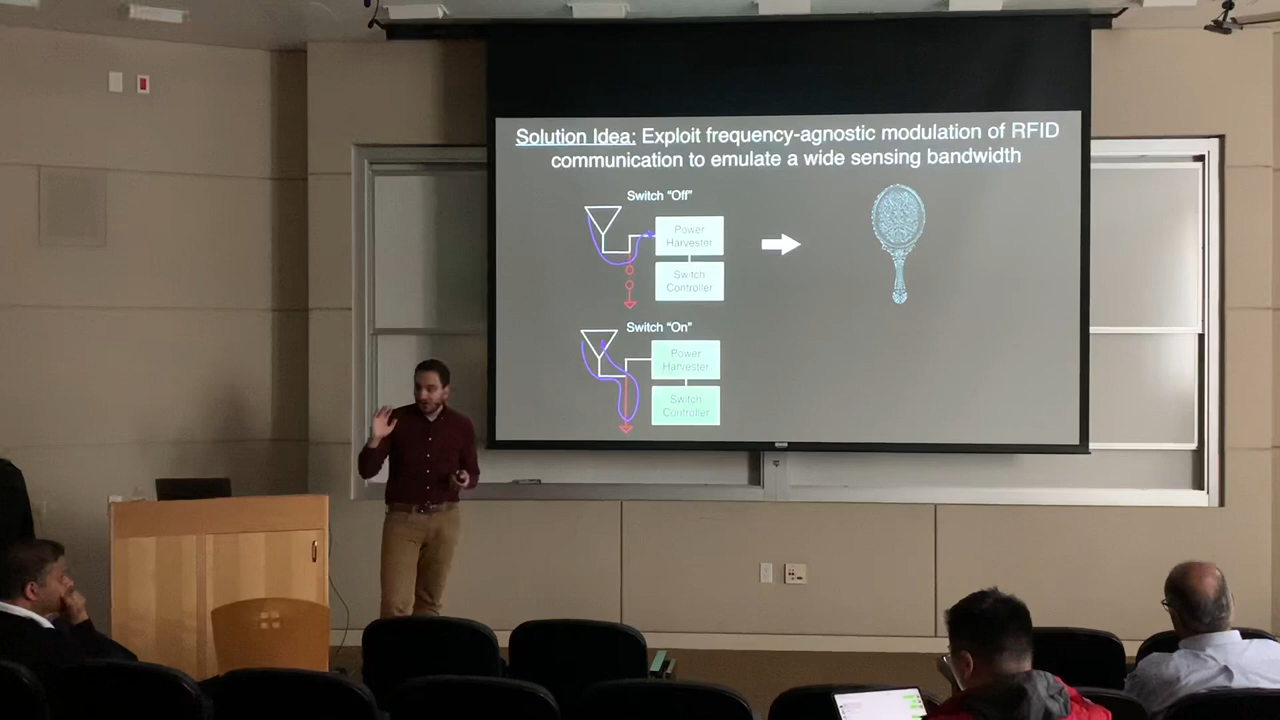 Solution Idea: Exploit frequency-agnostic modulation of RFID
communication to emulate a wide sensing bandwidth
Switch “Off”
Power
Harvester
Switch
Controller
Switch “On”
Power
Harvester
Switch
Controller